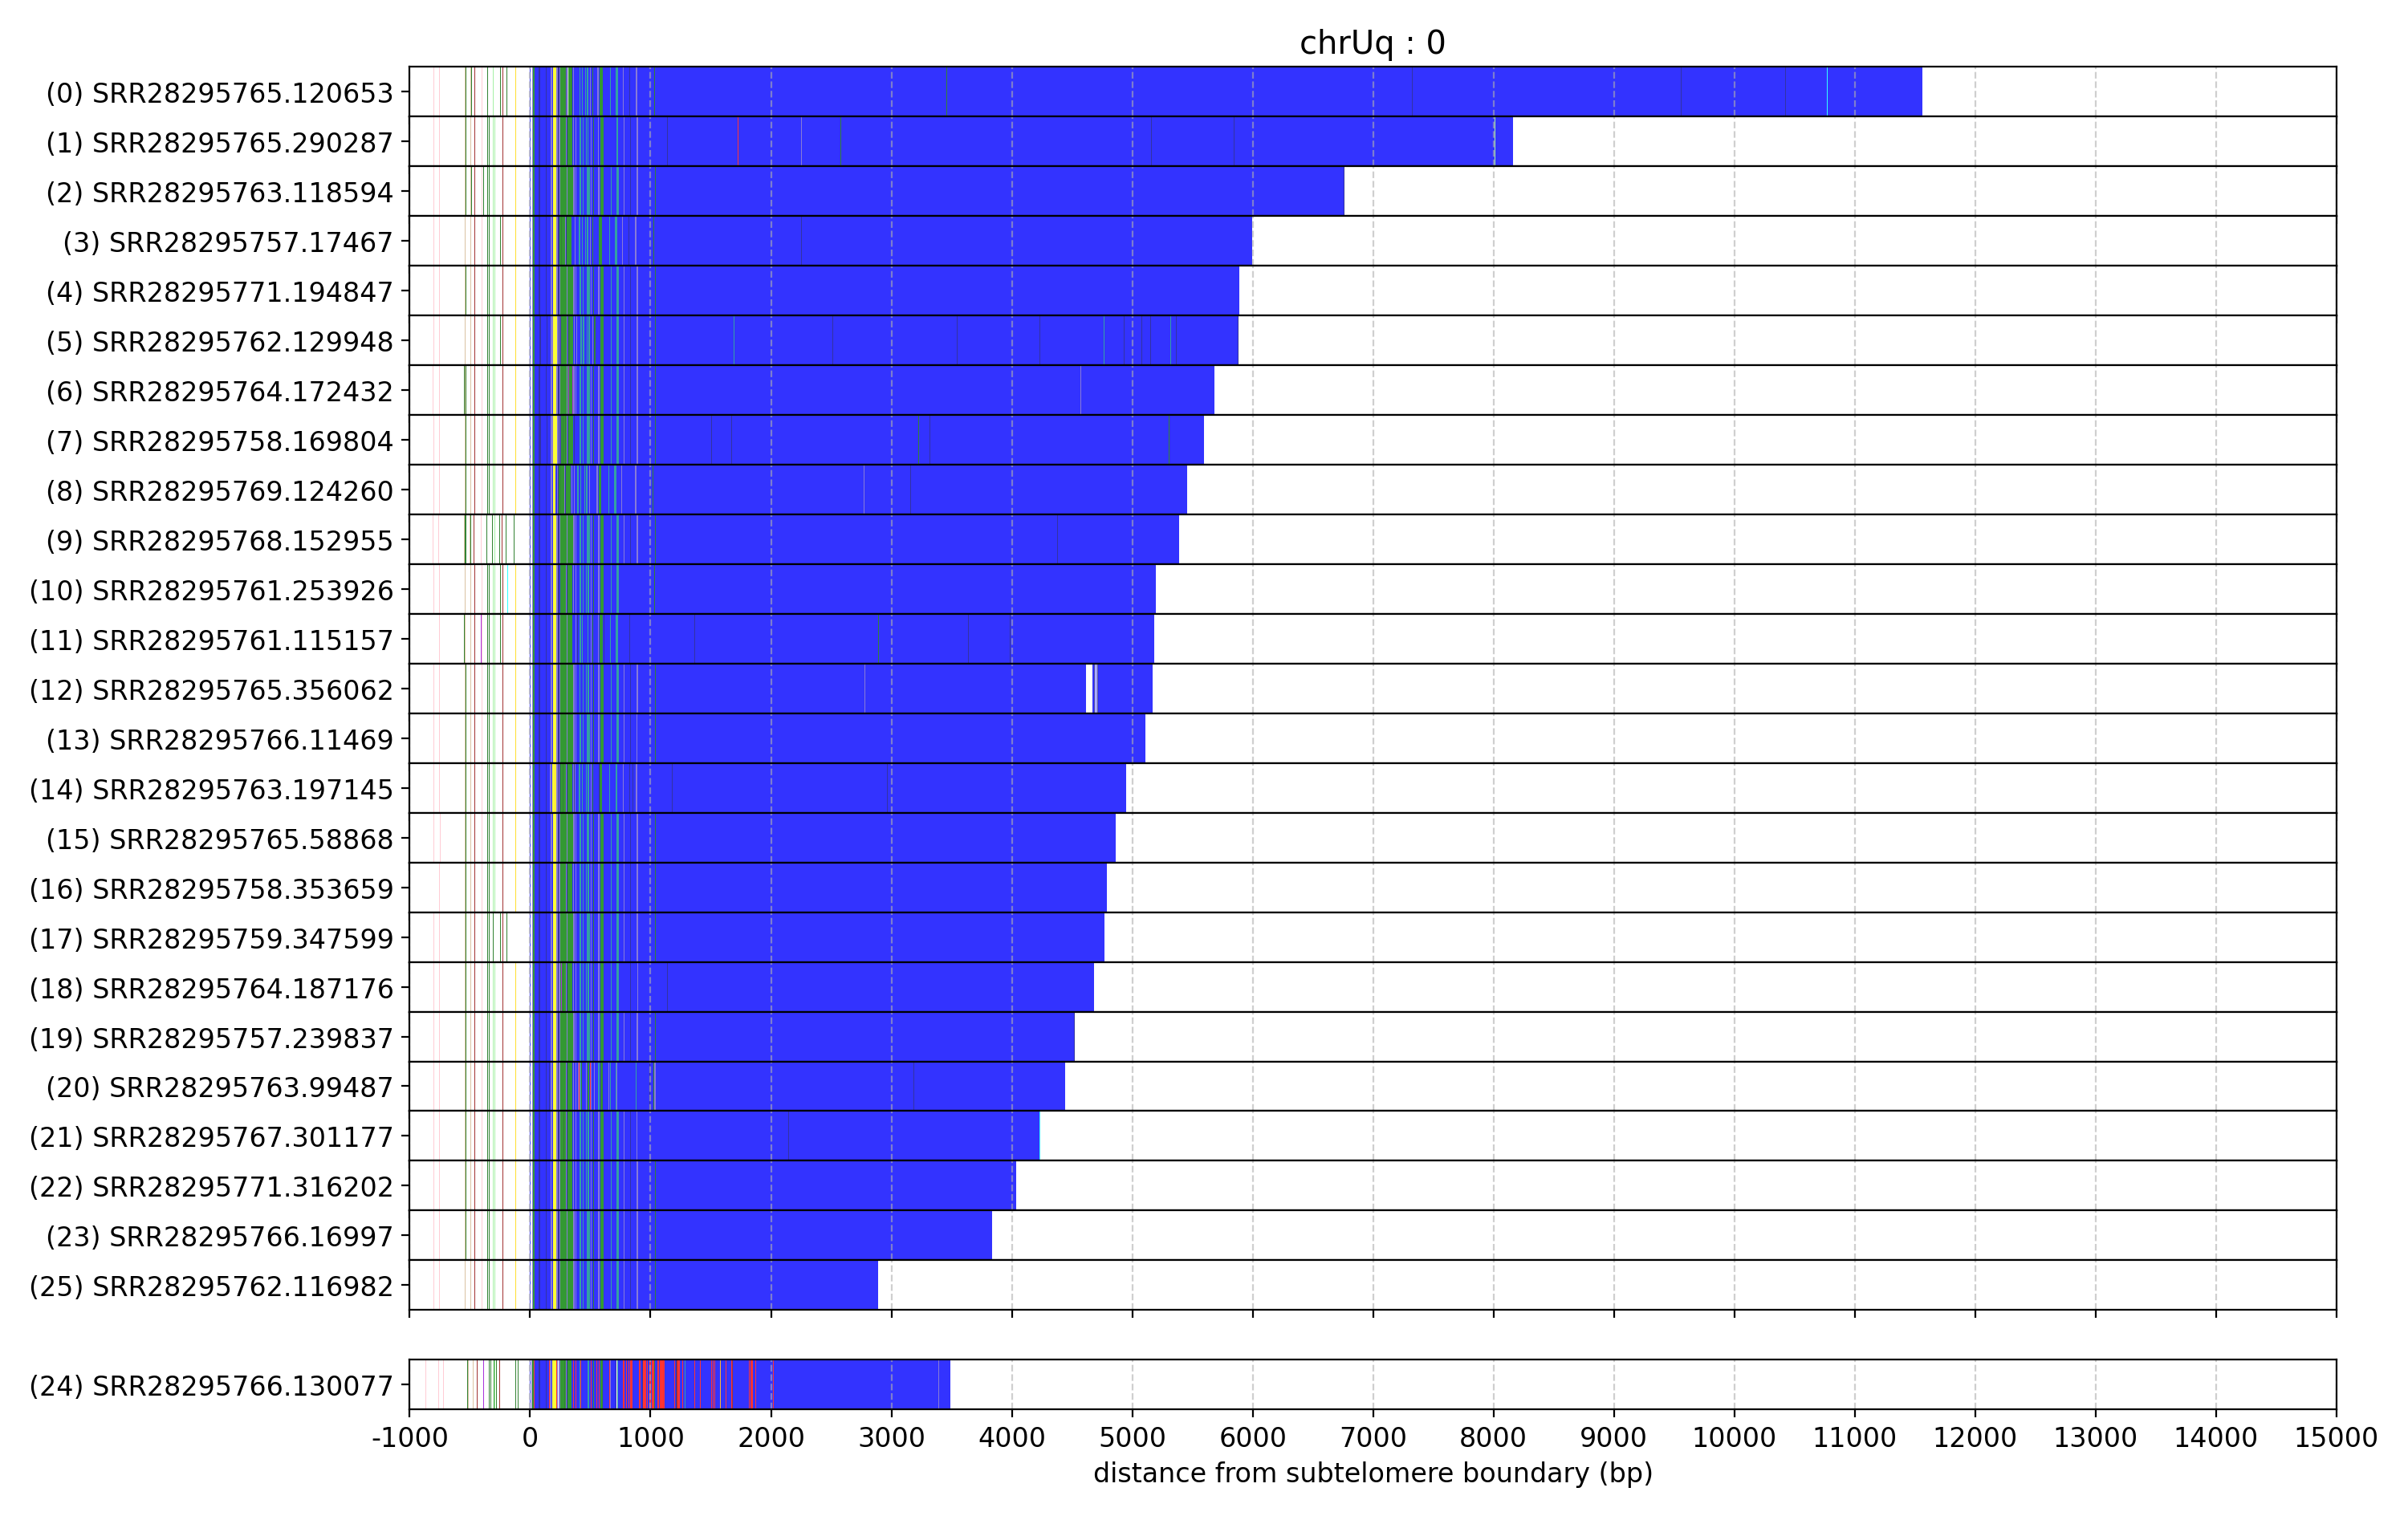 chrUq : 0
(0) SRR28295765.120653
(1) SRR28295765.290287
(2) SRR28295763.118594
(3) SRR28295757.17467
(4) SRR28295771.194847
(5) SRR28295762.129948
(6) SRR28295764.172432
(7) SRR28295758.169804
(8) SRR28295769.124260
(9) SRR28295768.152955
(10) SRR28295761.253926
(11) SRR28295761.115157
(12) SRR28295765.356062
(13) SRR28295766.11469
(14) SRR28295763.197145
(15) SRR28295765.58868
(16) SRR28295758.353659
(17) SRR28295759.347599
(18) SRR28295764.187176
(19) SRR28295757.239837
(20) SRR28295763.99487
(21) SRR28295767.301177
(22) SRR28295771.316202
(23) SRR28295766.16997
(25) SRR28295762.116982
(24) SRR28295766.130077
-1000 0 1000 2000 3000 4000 5000 6000 7000 8000 9000 10000 11000 12000 13000 14000 15000
distance from subtelomere boundary (bp)